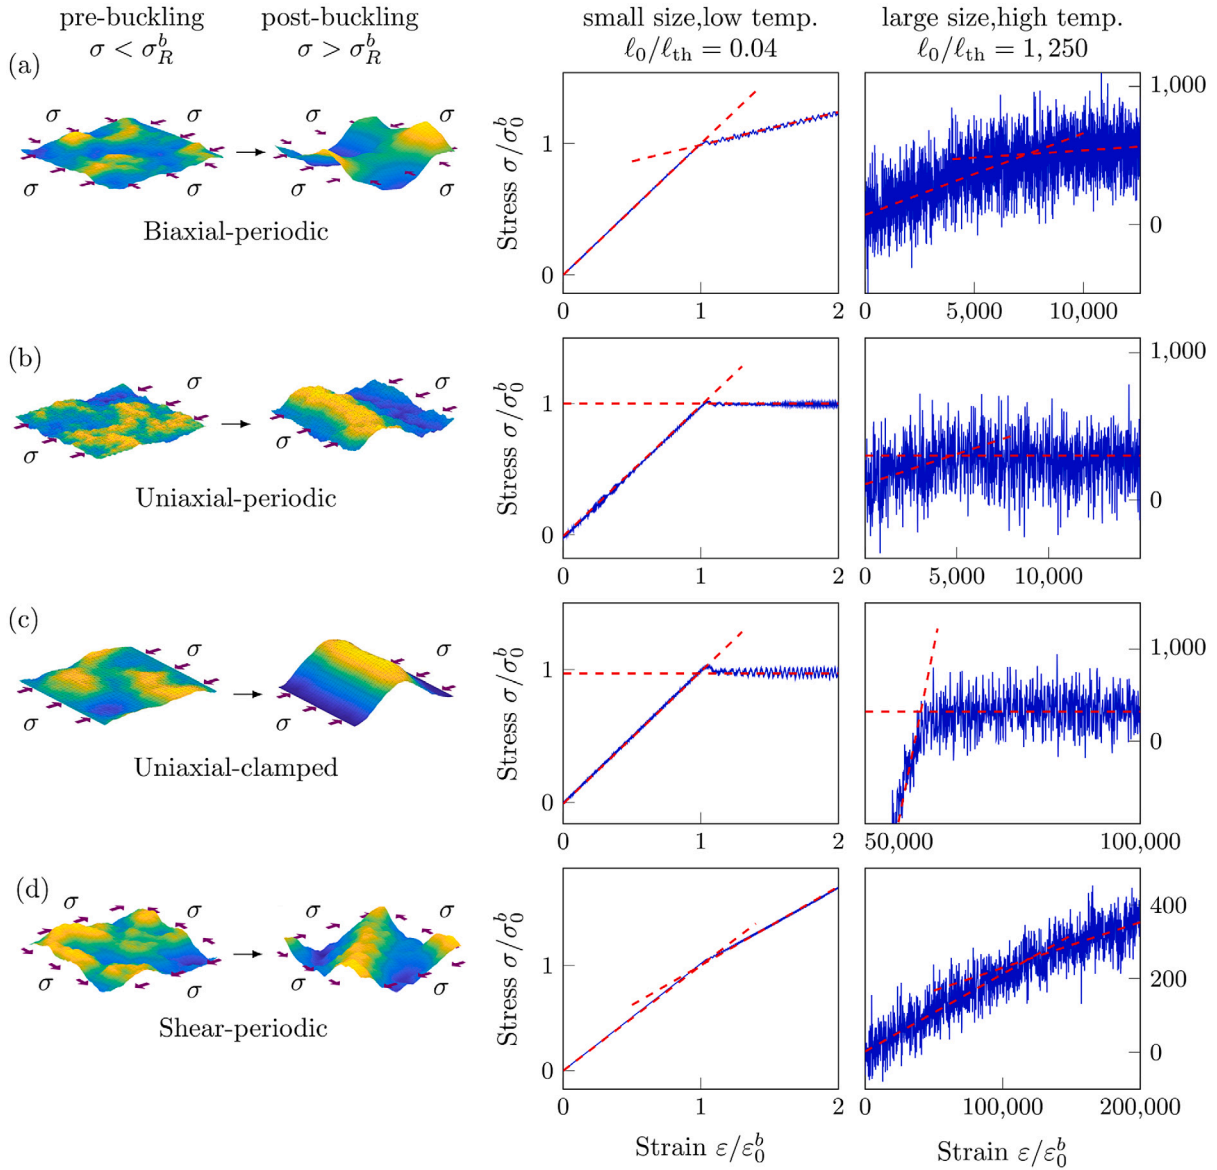 pre-buckling post-buckling small size,low temp. large size,high temp.
σ < σ_R^b σ > σ_R^b ℓ₀/ℓ_th = 0.04 ℓ₀/ℓ_th = 1, 250
(a)
σ σ σ σ
σ σ σ σ
Biaxial-periodic
Stress σ/σ_0^b
1
0
0 1 2
1,000
0
0 5,000 10,000
(b)
σ σ
σ σ
Uniaxial-periodic
Stress σ/σ_0^b
1
0
0 1 2
1,000
0
0 5,000 10,000
(c)
σ σ
σ σ
Uniaxial-clamped
Stress σ/σ_0^b
1
0
0 1 2
1,000
0
50,000 100,000
(d)
σ σ σ σ
σ σ σ σ
Shear-periodic
Stress σ/σ_0^b
1
0
0 1 2
400
200
0
0 100,000 200,000
Strain ε/ε_0^b Strain ε/ε_0^b